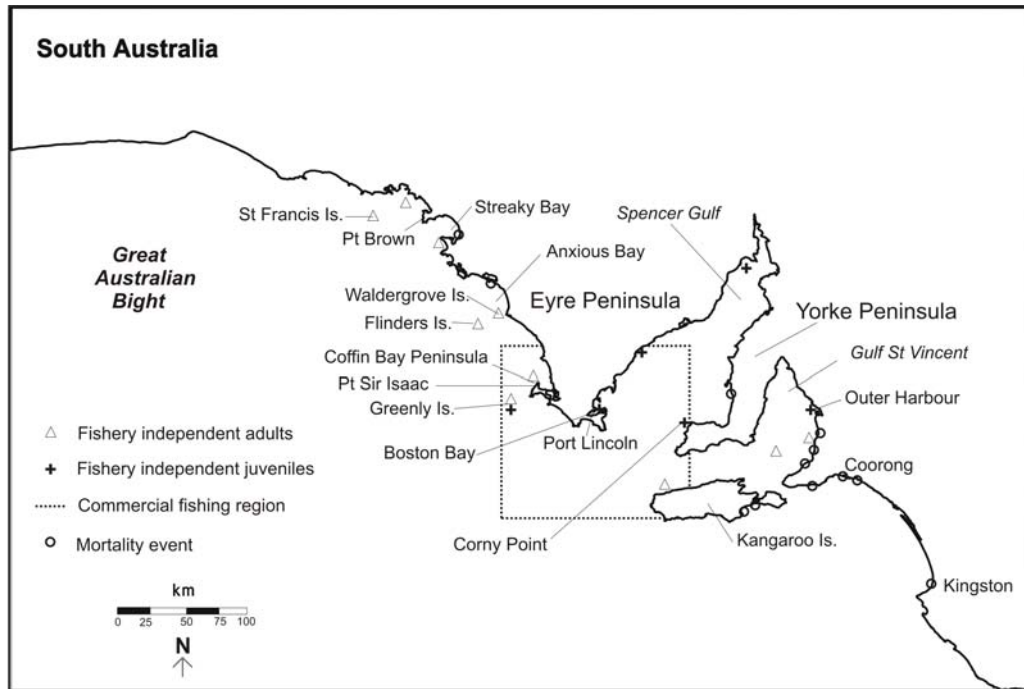 South Australia
St Francis Is.
Pt Brown
Streaky Bay
Spencer Gulf
Anxious Bay
Great
Australian
Bight
Waldergrove Is.
Eyre Peninsula
Flinders Is.
Yorke Peninsula
Gulf St Vincent
Coffin Bay Peninsula
Pt Sir Isaac
Greenly Is.
Outer Harbour
Boston Bay
Port Lincoln
Coorong
Corny Point
Kangaroo Is.
Kingston
Fishery independent adults
Fishery independent juveniles
Commercial fishing region
Mortality event
km
0 25 50 75 100
N